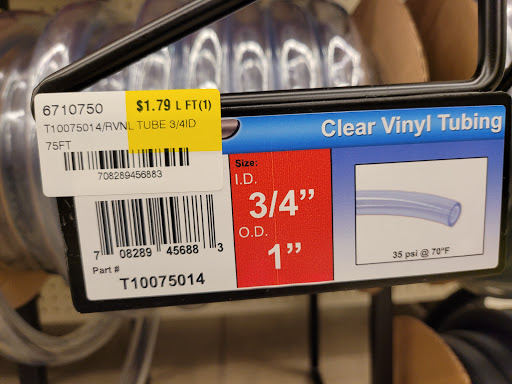 6710750 $1.79 L FT(1)
T10075014/RVNL TUBE 3/4ID
75FT
708289456883
Clear Vinyl Tubing
Size:
I.D.
3/4”
O.D.
1”
7 08289 45688 3
Part #
T10075014
35 psi @ 70°F